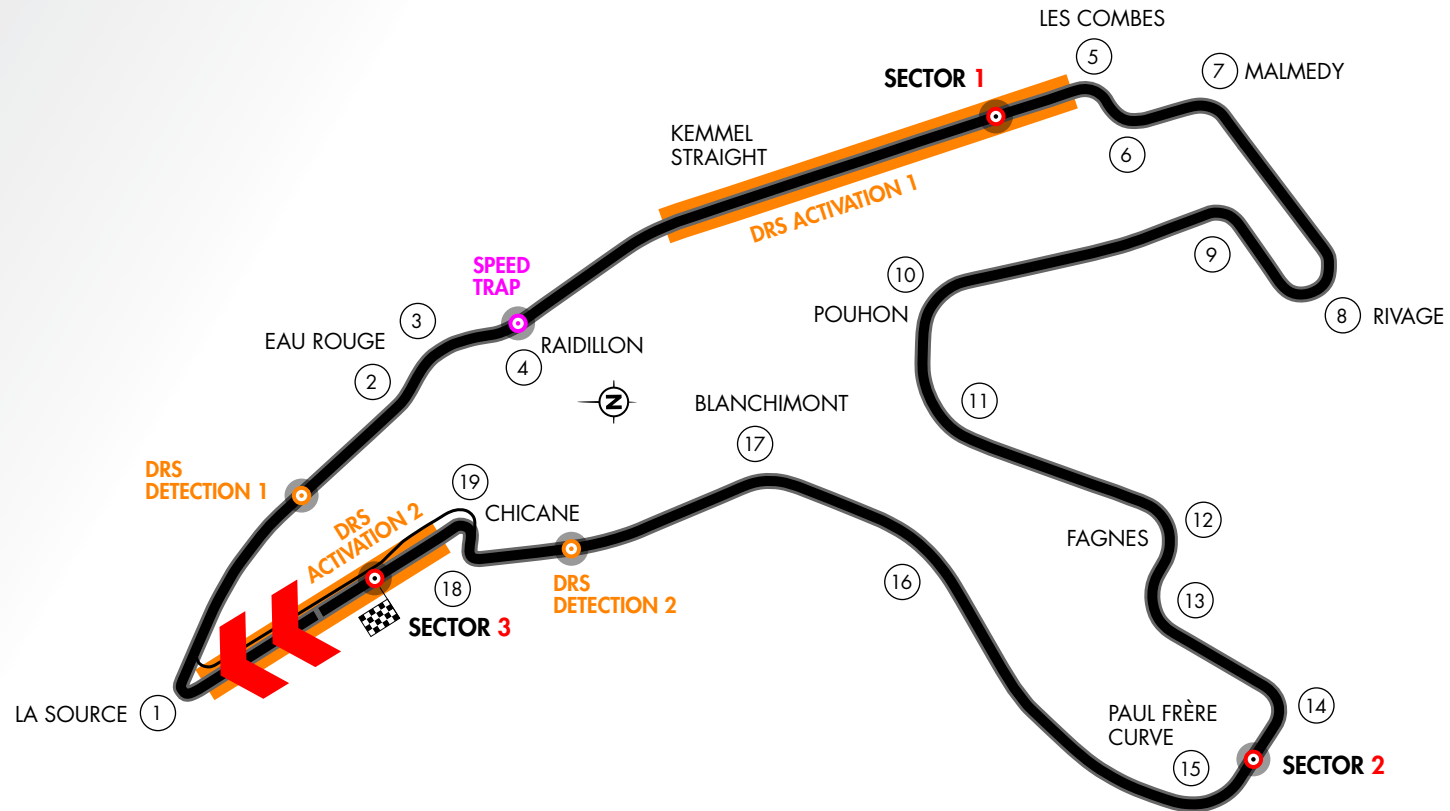 LES COMBES
5
7 MALMEDY
SECTOR 1
KEMMEL
STRAIGHT
6
DRS ACTIVATION 1
9
10
POUHON
8 RIVAGE
SPEED
TRAP
3
EAU ROUGE
RAIDILLON
4
2
N
BLANCHIMONT
11
17
DRS
DETECTION 1
19
CHICANE
DRS
ACTIVATION 2
12
FAGNES
18
DRS
DETECTION 2
16
13
SECTOR 3
LA SOURCE 1
14
PAUL FRÈRE
CURVE
15
SECTOR 2